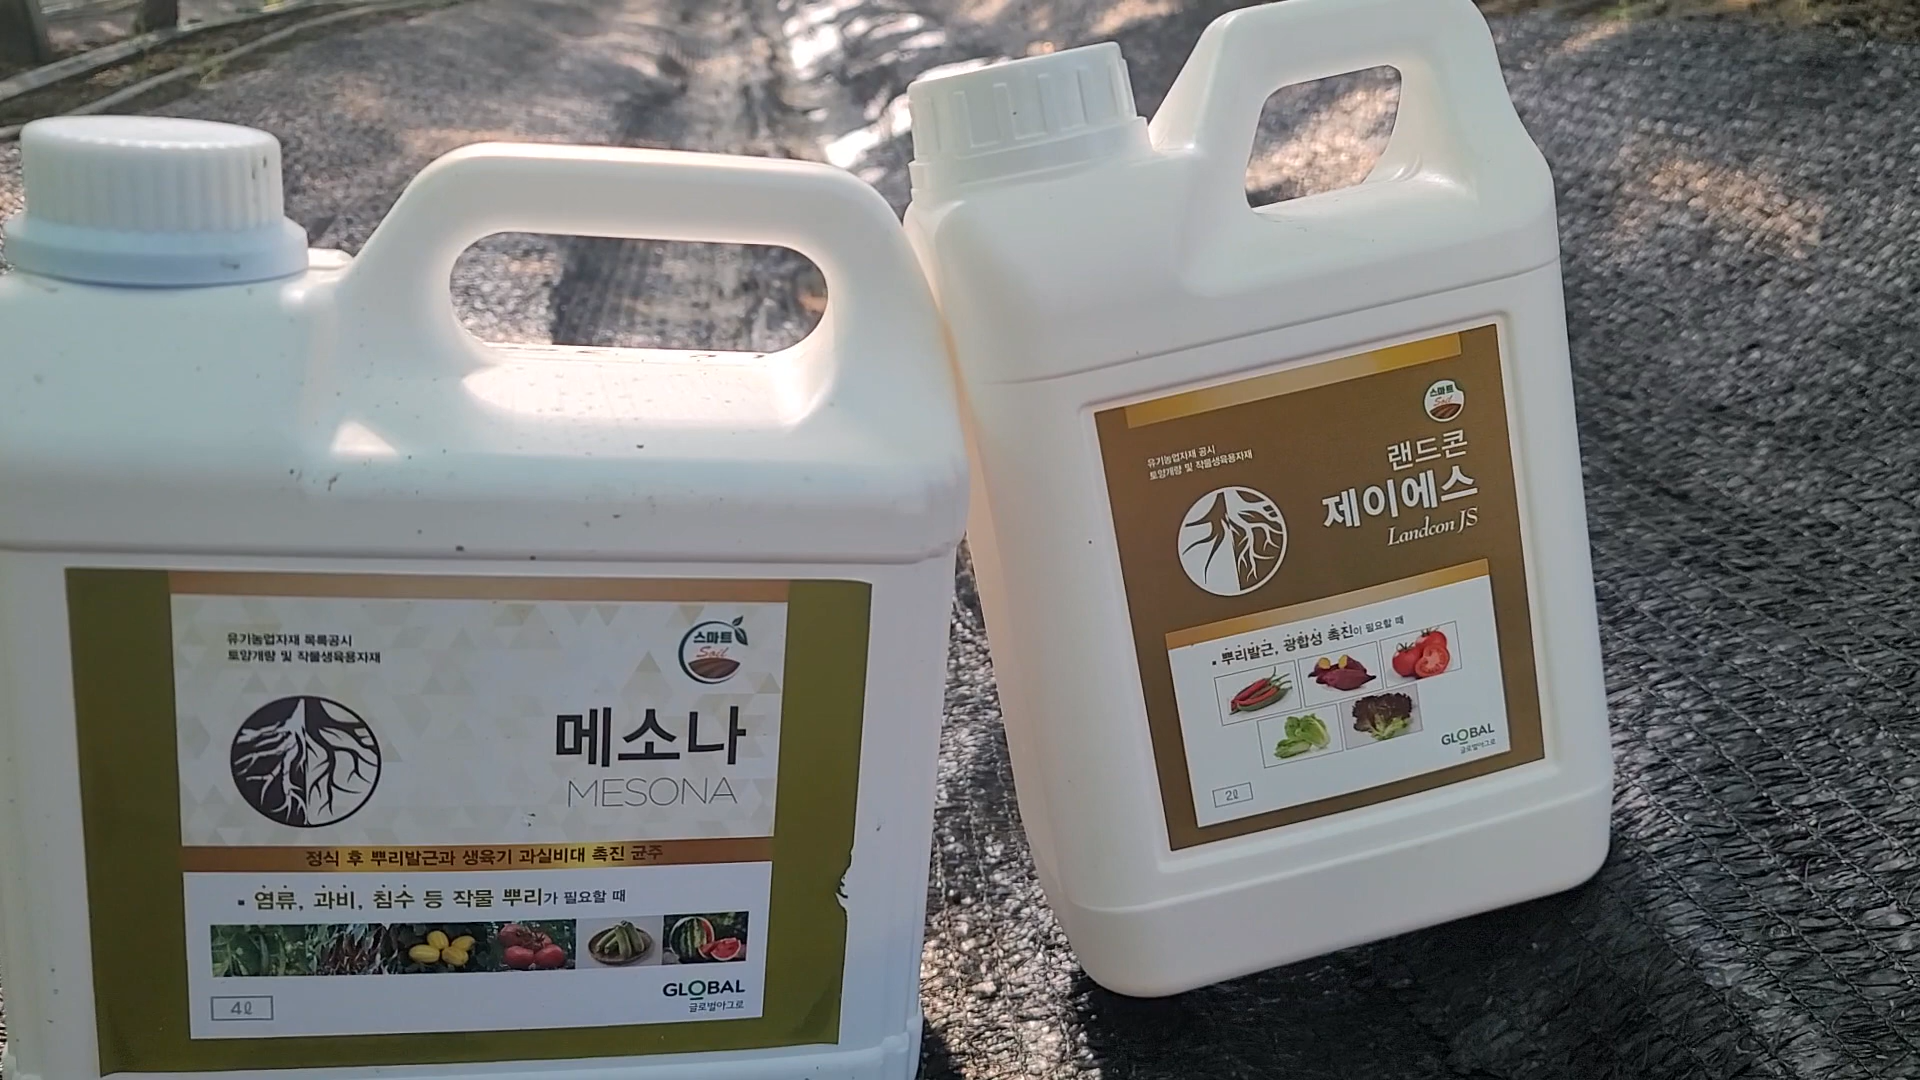 유기농업자재 목록공시
토양개량 및 작물생육용자재
스마트
Soil
메소나
MESONA
정식 후 뿌리발근과 생육기 과실비대 촉진 균주
▪ 염류, 과비, 침수 등 작물 뿌리가 필요할 때
4ℓ
GLOBAL
글로벌아그로
스마트
Soil
유기농업자재 공시
토양개량 및 작물생육용자재
랜드콘
제이에스
Landcon JS
▪ 뿌리발근, 광합성 촉진이 필요할 때
2ℓ
GLOBAL
글로벌아그로